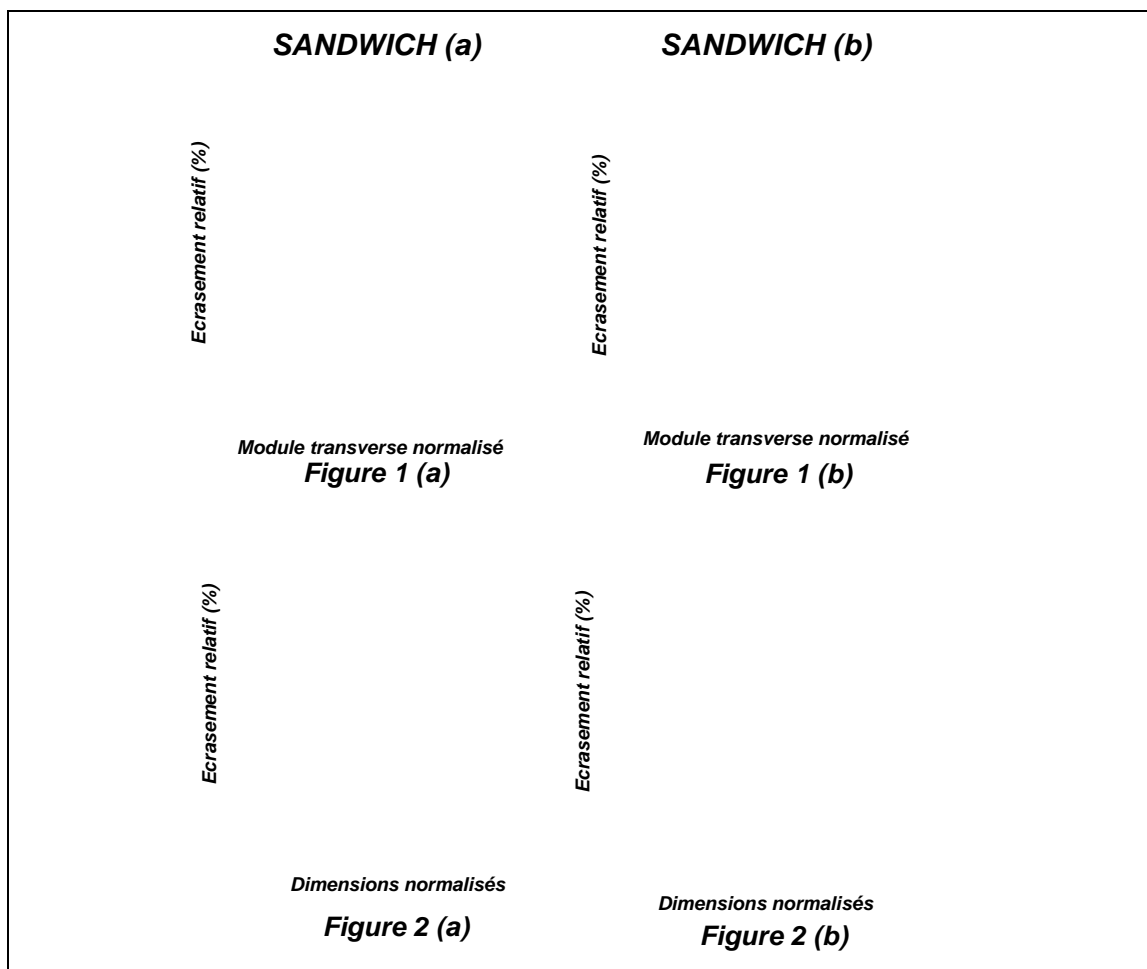 SANDWICH (a)
SANDWICH (b)
Ecrasement relatif (%)
Ecrasement relatif (%)
Module transverse normalisé
Module transverse normalisé
Figure 1 (a)
Figure 1 (b)
Ecrasement relatif (%)
Ecrasement relatif (%)
Dimensions normalisés
Dimensions normalisés
Figure 2 (a)
Figure 2 (b)